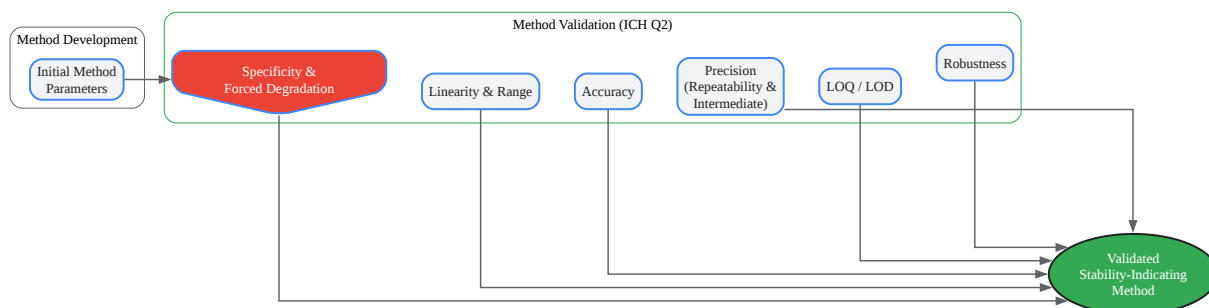 Method Validation (ICH Q2)
Method Development
Initial Method
Parameters
Specificity &
Forced Degradation
Linearity & Range
Accuracy
Precision
(Repeatability &
Intermediate)
LOQ / LOD
Robustness
Validated
Stability-Indicating
Method